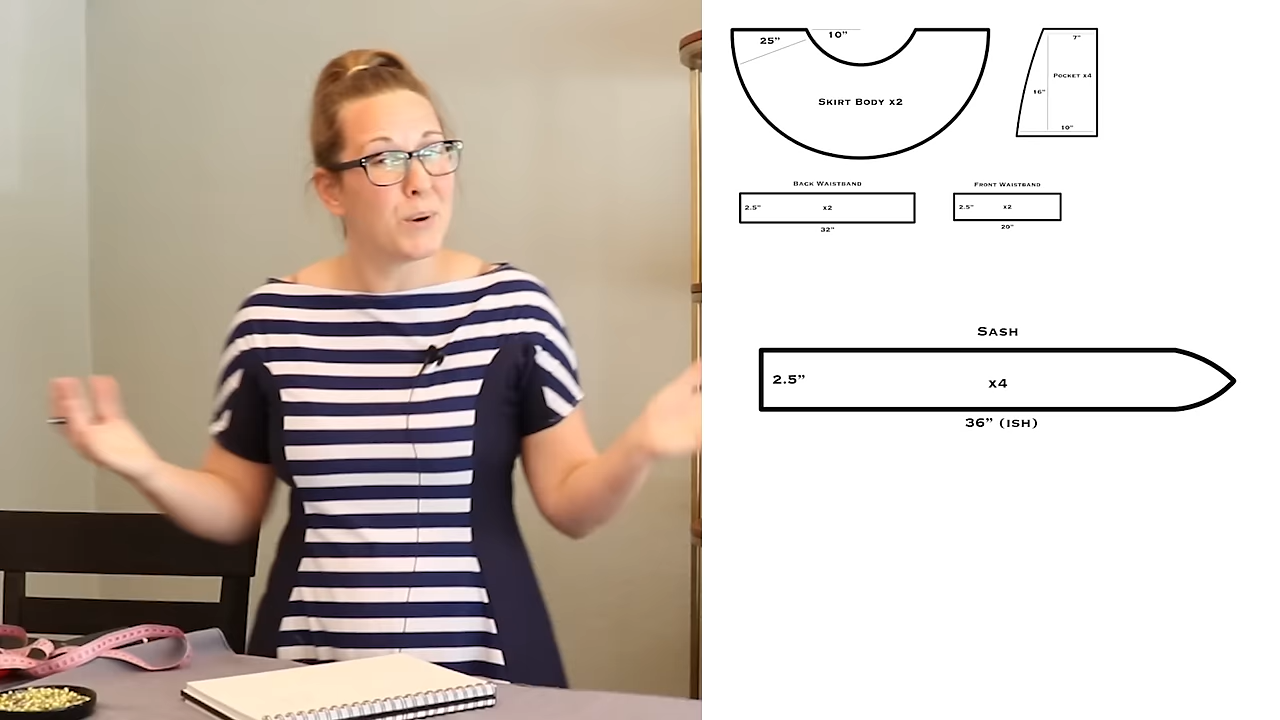 25”
10”
Skirt Body x2
7”
Pocket x4
16”
10”
Back Waistband
2.5”
x2
32”
Front Waistband
2.5”
x2
20”
Sash
2.5”
x4
36” (ish)